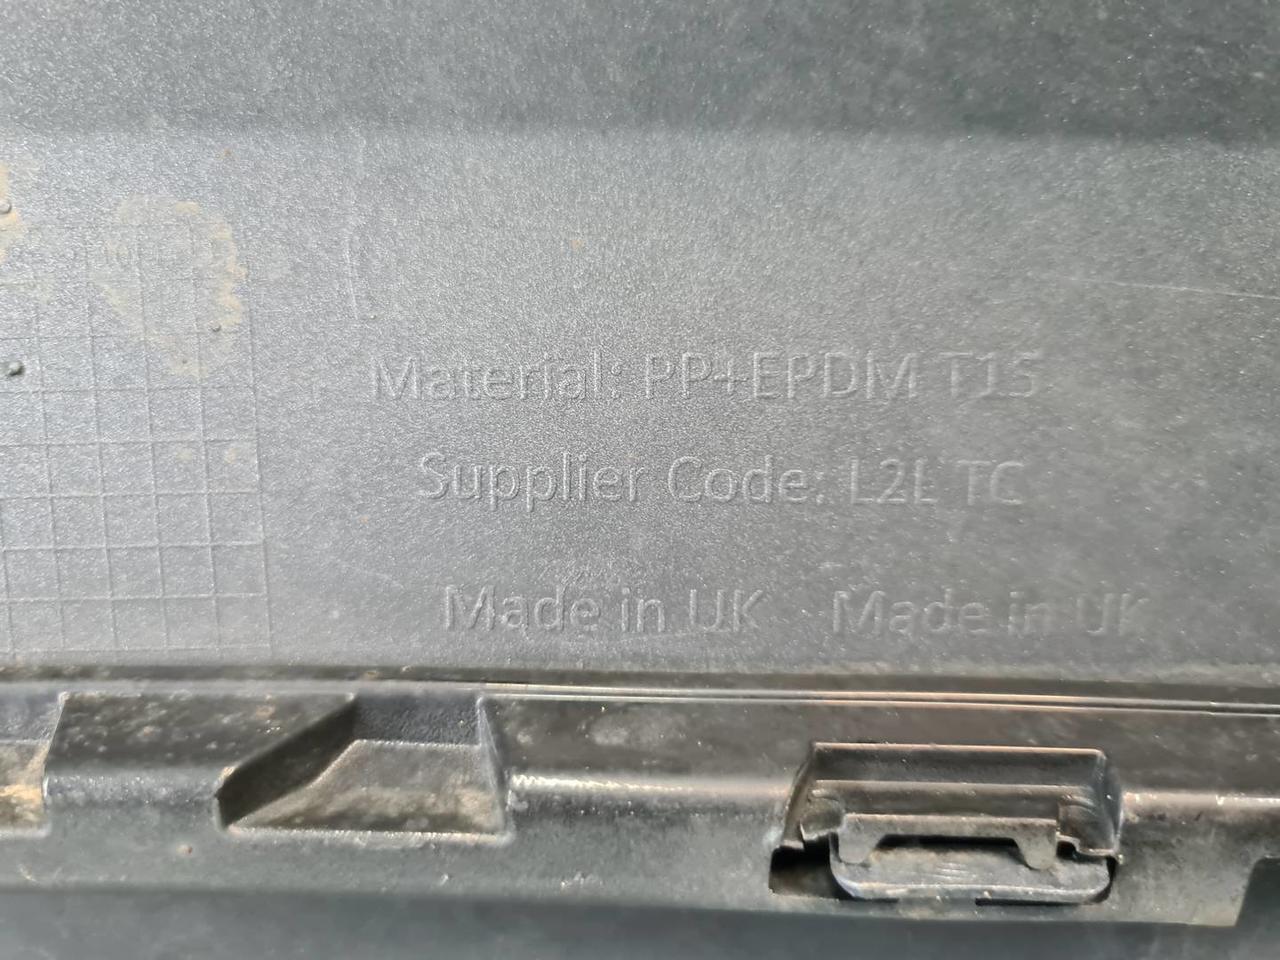 Material: PP+EPDM T15
Supplier Code: L2L TC
Made in UK Made in UK